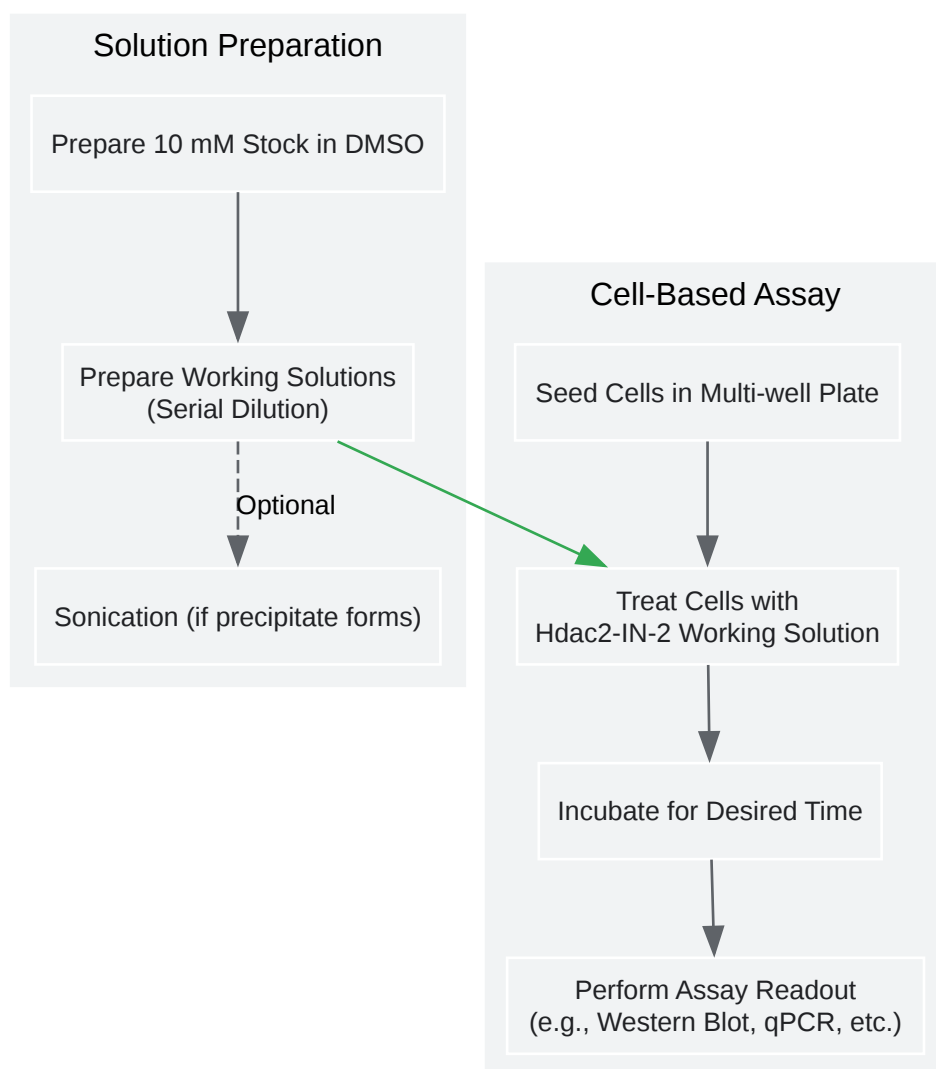 Solution Preparation
Prepare 10 mM Stock in DMSO
Prepare Working Solutions
(Serial Dilution)
Optional
Sonication (if precipitate forms)
Cell-Based Assay
Seed Cells in Multi-well Plate
Treat Cells with
Hdac2-IN-2 Working Solution
Incubate for Desired Time
Perform Assay Readout
(e.g., Western Blot, qPCR, etc.)